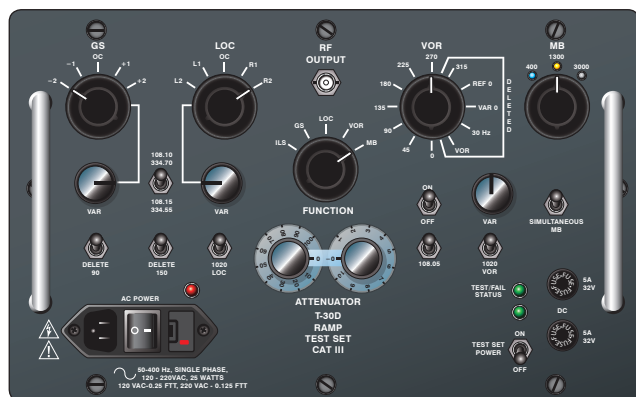 GS
LOC
RF
OUTPUT
VOR
MB
-2
-1
OC
+1
+2
L2
L1
OC
R1
R2
0
45
90
135
180
225
270
315
REF 0
VAR 0
30 Hz
VOR
DELETED
400
1300
3000
ILS
GS
LOC
VOR
MB
FUNCTION
VAR
108.10
334.70
108.15
334.55
VAR
ON
OFF
VAR
SIMULTANEOUS
MB
DELETE
90
DELETE
150
1020
LOC
0
-0
ATTENUATOR
108.05
1020
VOR
AC POWER
T-30D
RAMP
TEST SET
CAT III
TEST/FAIL
STATUS
FUSE
5A
32V
DC
FUSE
5A
32V
TEST SET
POWER
ON
OFF
50-400 Hz, SINGLE PHASE,
120 - 220VAC, 25 WATTS
120 VAC-0.25 FTT, 220 VAC - 0.125 FTT